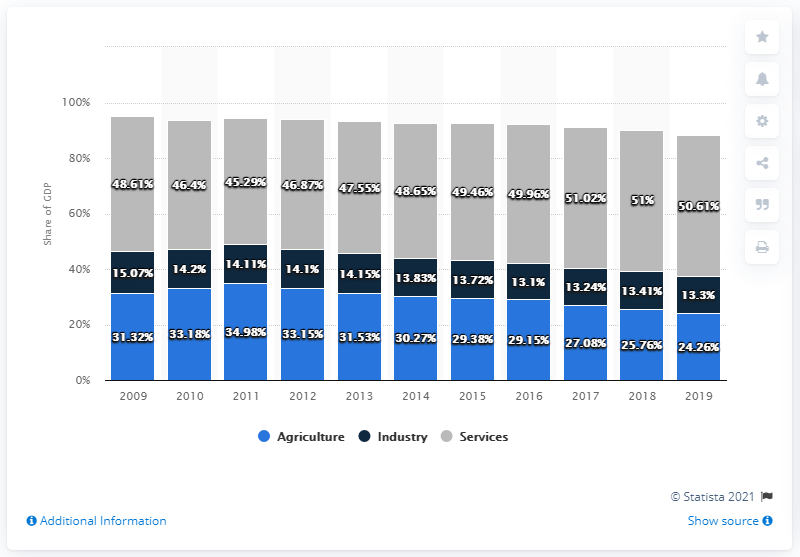 100%
80%
60%
40%
20%
0%
Share of GDP
48.61% 46.4% 45.29% 46.87% 47.55% 48.65% 49.46% 49.96% 51.02% 51% 50.61%
15.07% 14.2% 14.11% 14.1% 14.15% 13.83% 13.72% 13.1% 13.24% 13.41% 13.3%
31.32% 33.18% 34.98% 33.15% 31.53% 30.27% 29.38% 29.15% 27.08% 25.76% 24.26%
2009 2010 2011 2012 2013 2014 2015 2016 2017 2018 2019
Agriculture Industry Services
© Statista 2021
Additional Information Show source